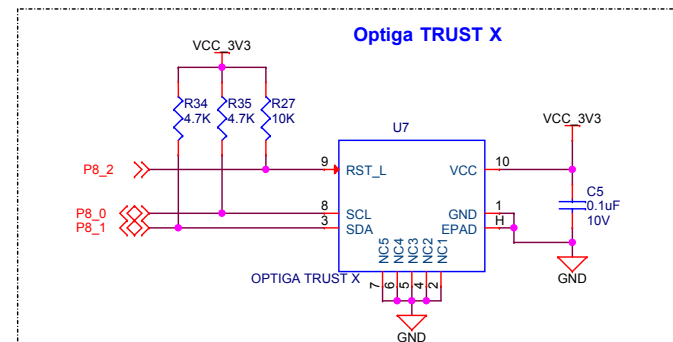 Optiga TRUST X
VCC_3V3
R34
4.7K
R35
4.7K
R27
10K
U7
VCC_3V3
P8_2
9
RST_L
VCC
10
C5
0.1uF
10V
P8_0
8
SCL
GND
1
P8_1
3
SDA
EPAD
H
NC5
NC4
NC3
NC2
NC1
OPTIGA TRUST X
7
6
5
4
2
GND
GND